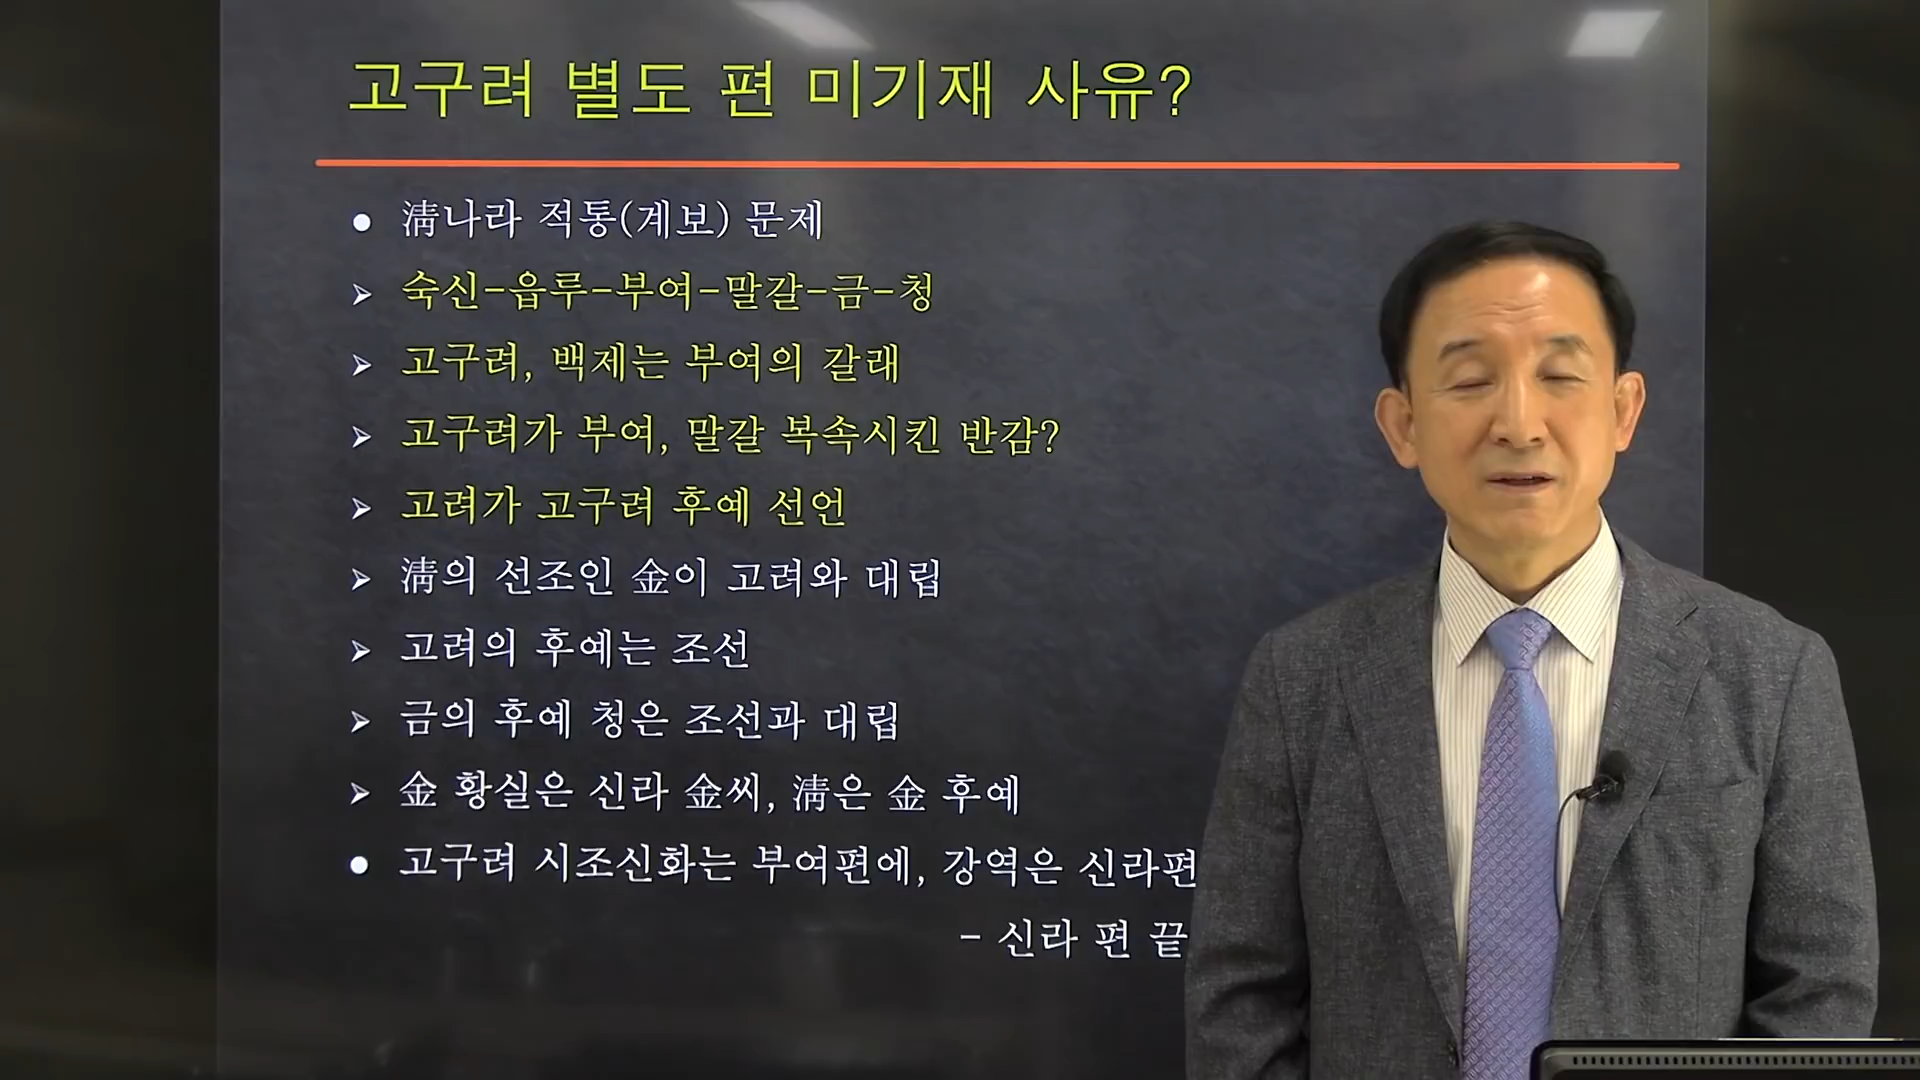 고구려 별도 편 미기재 사유?
● 淸나라 적통(계보) 문제
➢ 숙신-읍루-부여-말갈-금-청
➢ 고구려, 백제는 부여의 갈래
➢ 고구려가 부여, 말갈 복속시킨 반감?
➢ 고려가 고구려 후예 선언
➢ 淸의 선조인 金이 고려와 대립
➢ 고려의 후예는 조선
➢ 금의 후예 청은 조선과 대립
➢ 金 황실은 신라 金씨, 淸은 金 후예
● 고구려 시조신화는 부여편에, 강역은 신라편
- 신라 편 끝